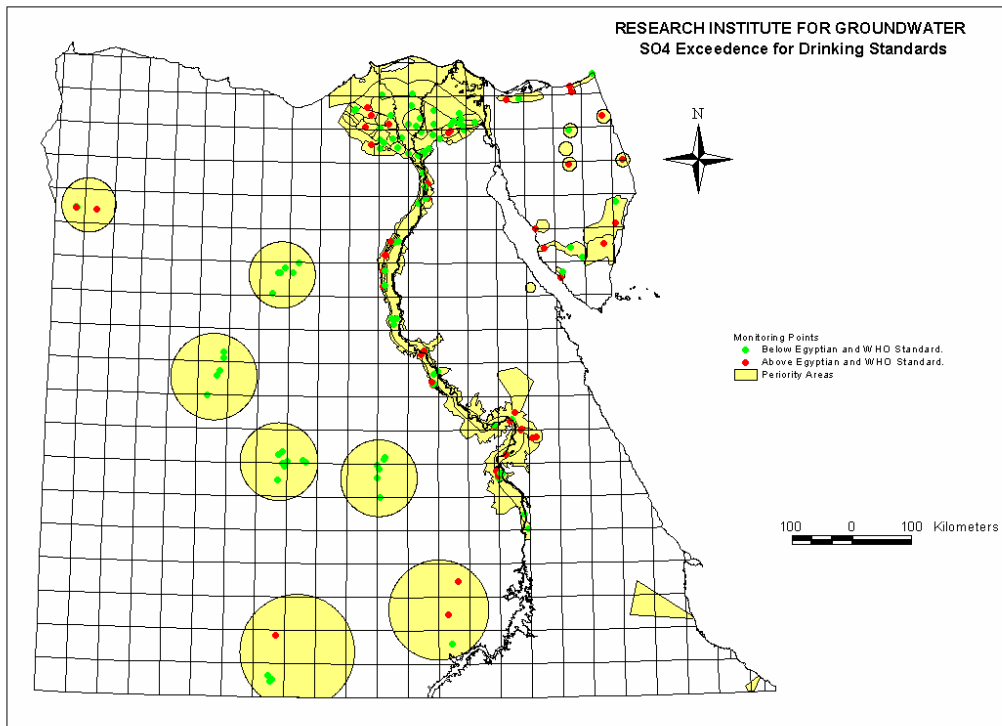 RESEARCH INSTITUTE FOR GROUNDWATER
SO4 Exceedence for Drinking Standards
N
Monitoring Points
Below Egyptian and WHO Standard.
Above Egyptian and WHO Standard.
Periority Areas
100 0 100 Kilometers